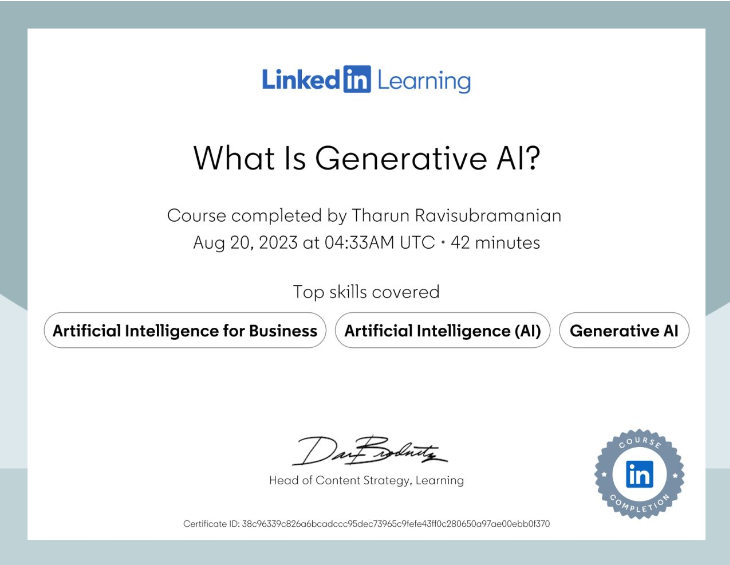 Linked in Learning
What Is Generative AI?
Course completed by Tharun Ravisubramanian
Aug 20, 2023 at 04:33AM UTC • 42 minutes
Top skills covered
Artificial Intelligence for Business
Artificial Intelligence (AI)
Generative AI
Dan Brodnitz
Head of Content Strategy, Learning
COURSE
in
COMPLETION
Certificate ID: 38c96339c826a6bcadccc95dec73965c9fefe43ff0c280650a97ae00ebb0f370